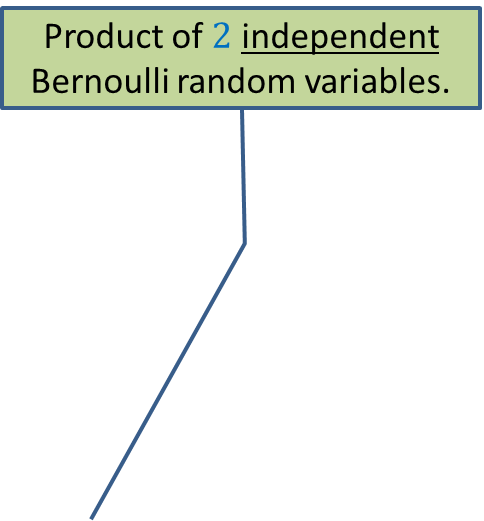 Product of 2 independent
Bernoulli random variables.